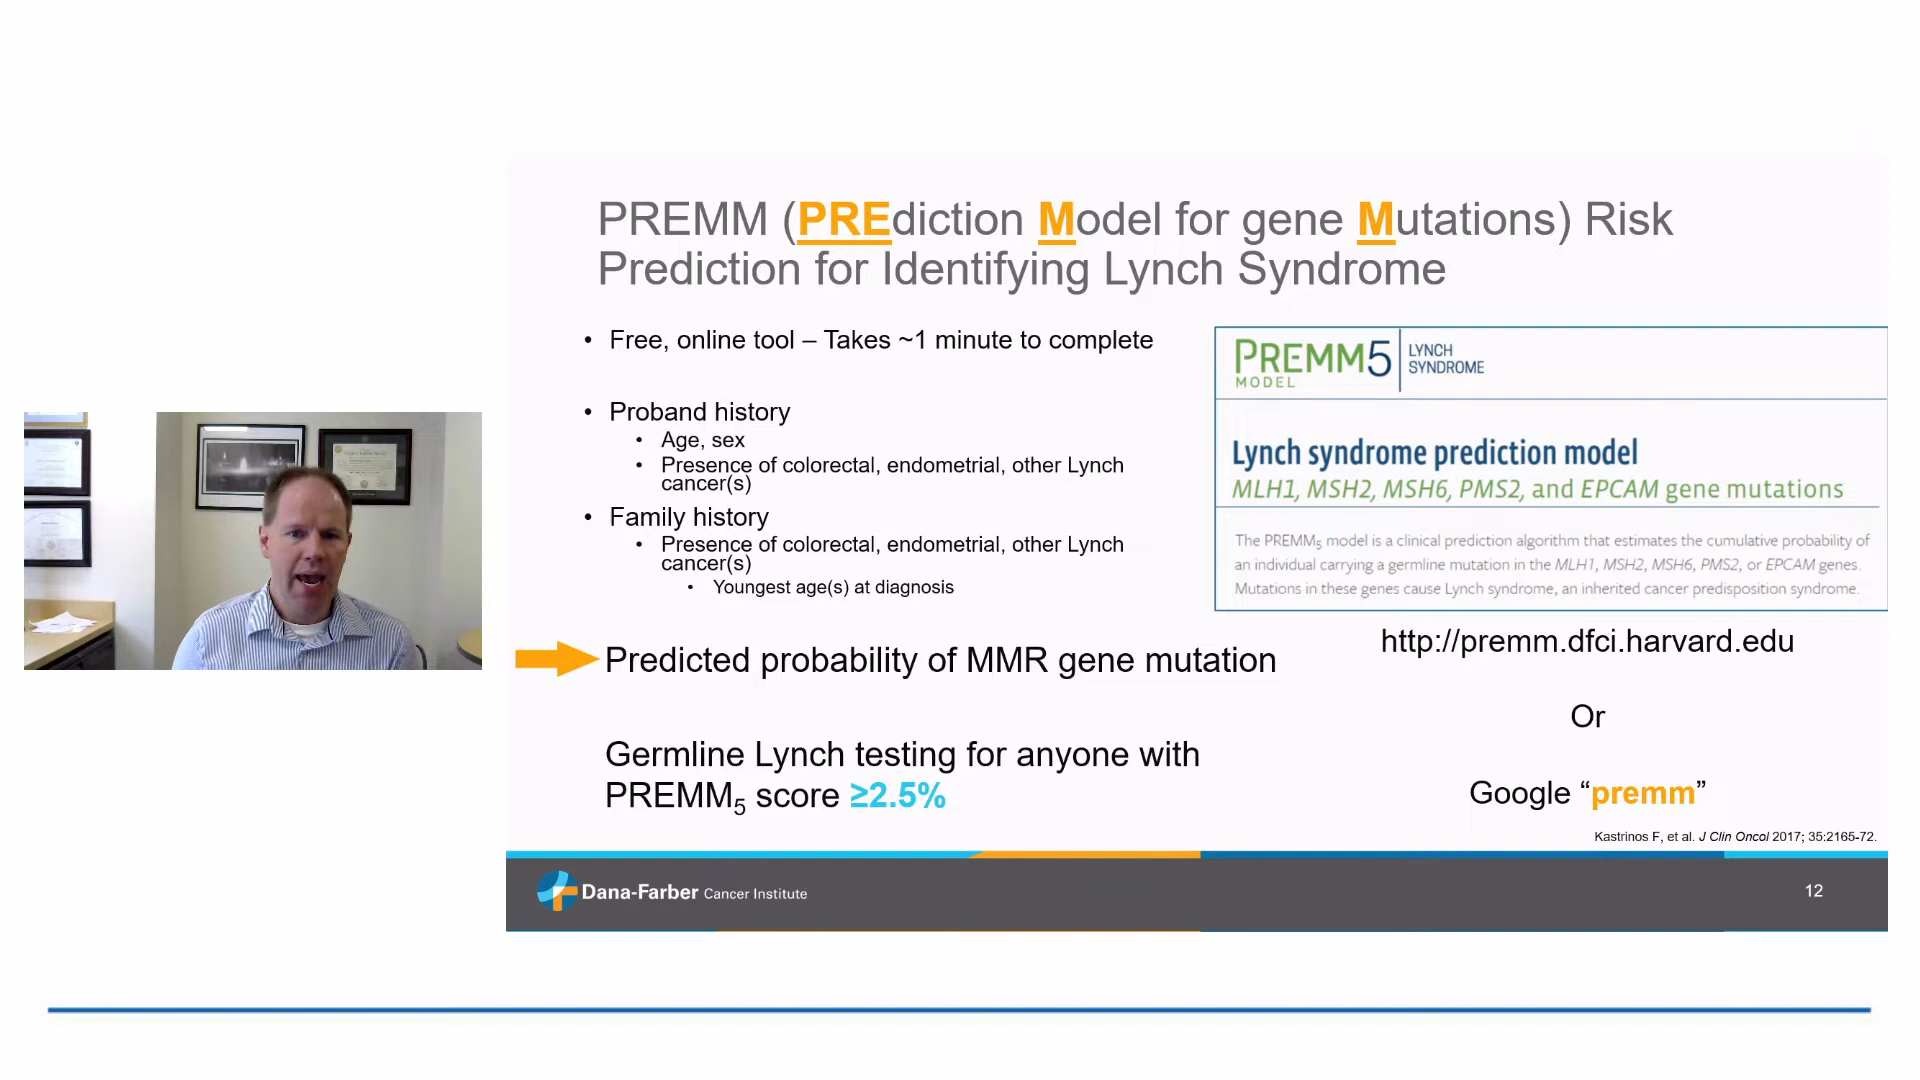 PREMM (PREdiction Model for gene Mutations) Risk
Prediction for Identifying Lynch Syndrome
• Free, online tool – Takes ~1 minute to complete
• Proband history
• Age, sex
• Presence of colorectal, endometrial, other Lynch
cancer(s)
• Family history
• Presence of colorectal, endometrial, other Lynch
cancer(s)
• Youngest age(s) at diagnosis
Predicted probability of MMR gene mutation
Germline Lynch testing for anyone with
PREMM5 score ≥2.5%
PREMM5
MODEL
LYNCH
SYNDROME
Lynch syndrome prediction model
MLH1, MSH2, MSH6, PMS2, and EPCAM gene mutations
The PREMM5 model is a clinical prediction algorithm that estimates the cumulative probability of
an individual carrying a germline mutation in the MLH1, MSH2, MSH6, PMS2, or EPCAM genes.
Mutations in these genes cause Lynch syndrome, an inherited cancer predisposition syndrome.
http://premm.dfci.harvard.edu
Or
Google “premm”
Kastrinos F, et al. J Clin Oncol 2017; 35:2165-72.
Dana-Farber Cancer Institute
12